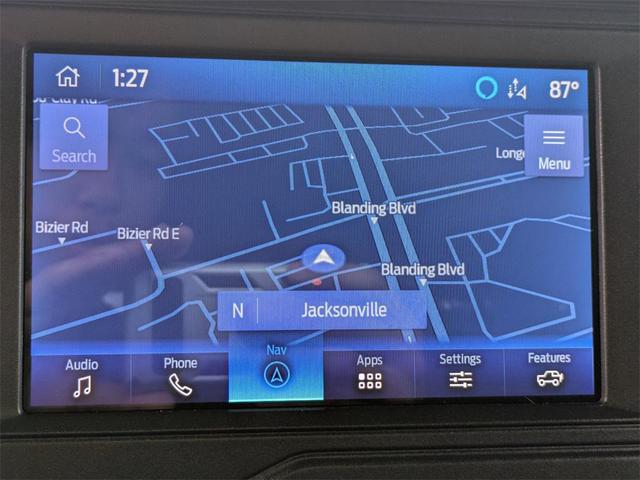 1:27
87°
Search
Menu
Blanding Blvd
Bizier Rd
Bizier Rd E
Blanding Blvd
N
Jacksonville
Audio
Phone
Nav
Apps
Settings
Features